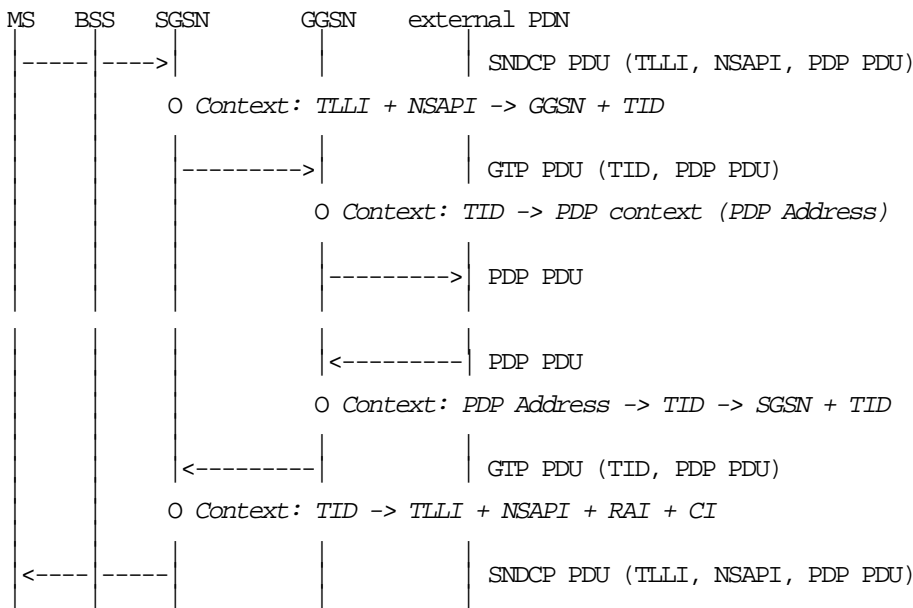 MS BSS SGSN GGSN external PDN
SNDCP PDU (TLLI, NSAPI, PDP PDU)
O Context: TLLI + NSAPI -> GGSN + TID
GTP PDU (TID, PDP PDU)
O Context: TID -> PDP context (PDP Address)
PDP PDU
PDP PDU
O Context: PDP Address -> TID -> SGSN + TID
GTP PDU (TID, PDP PDU)
O Context: TID -> TLLI + NSAPI + RAI + CI
SNDCP PDU (TLLI, NSAPI, PDP PDU)